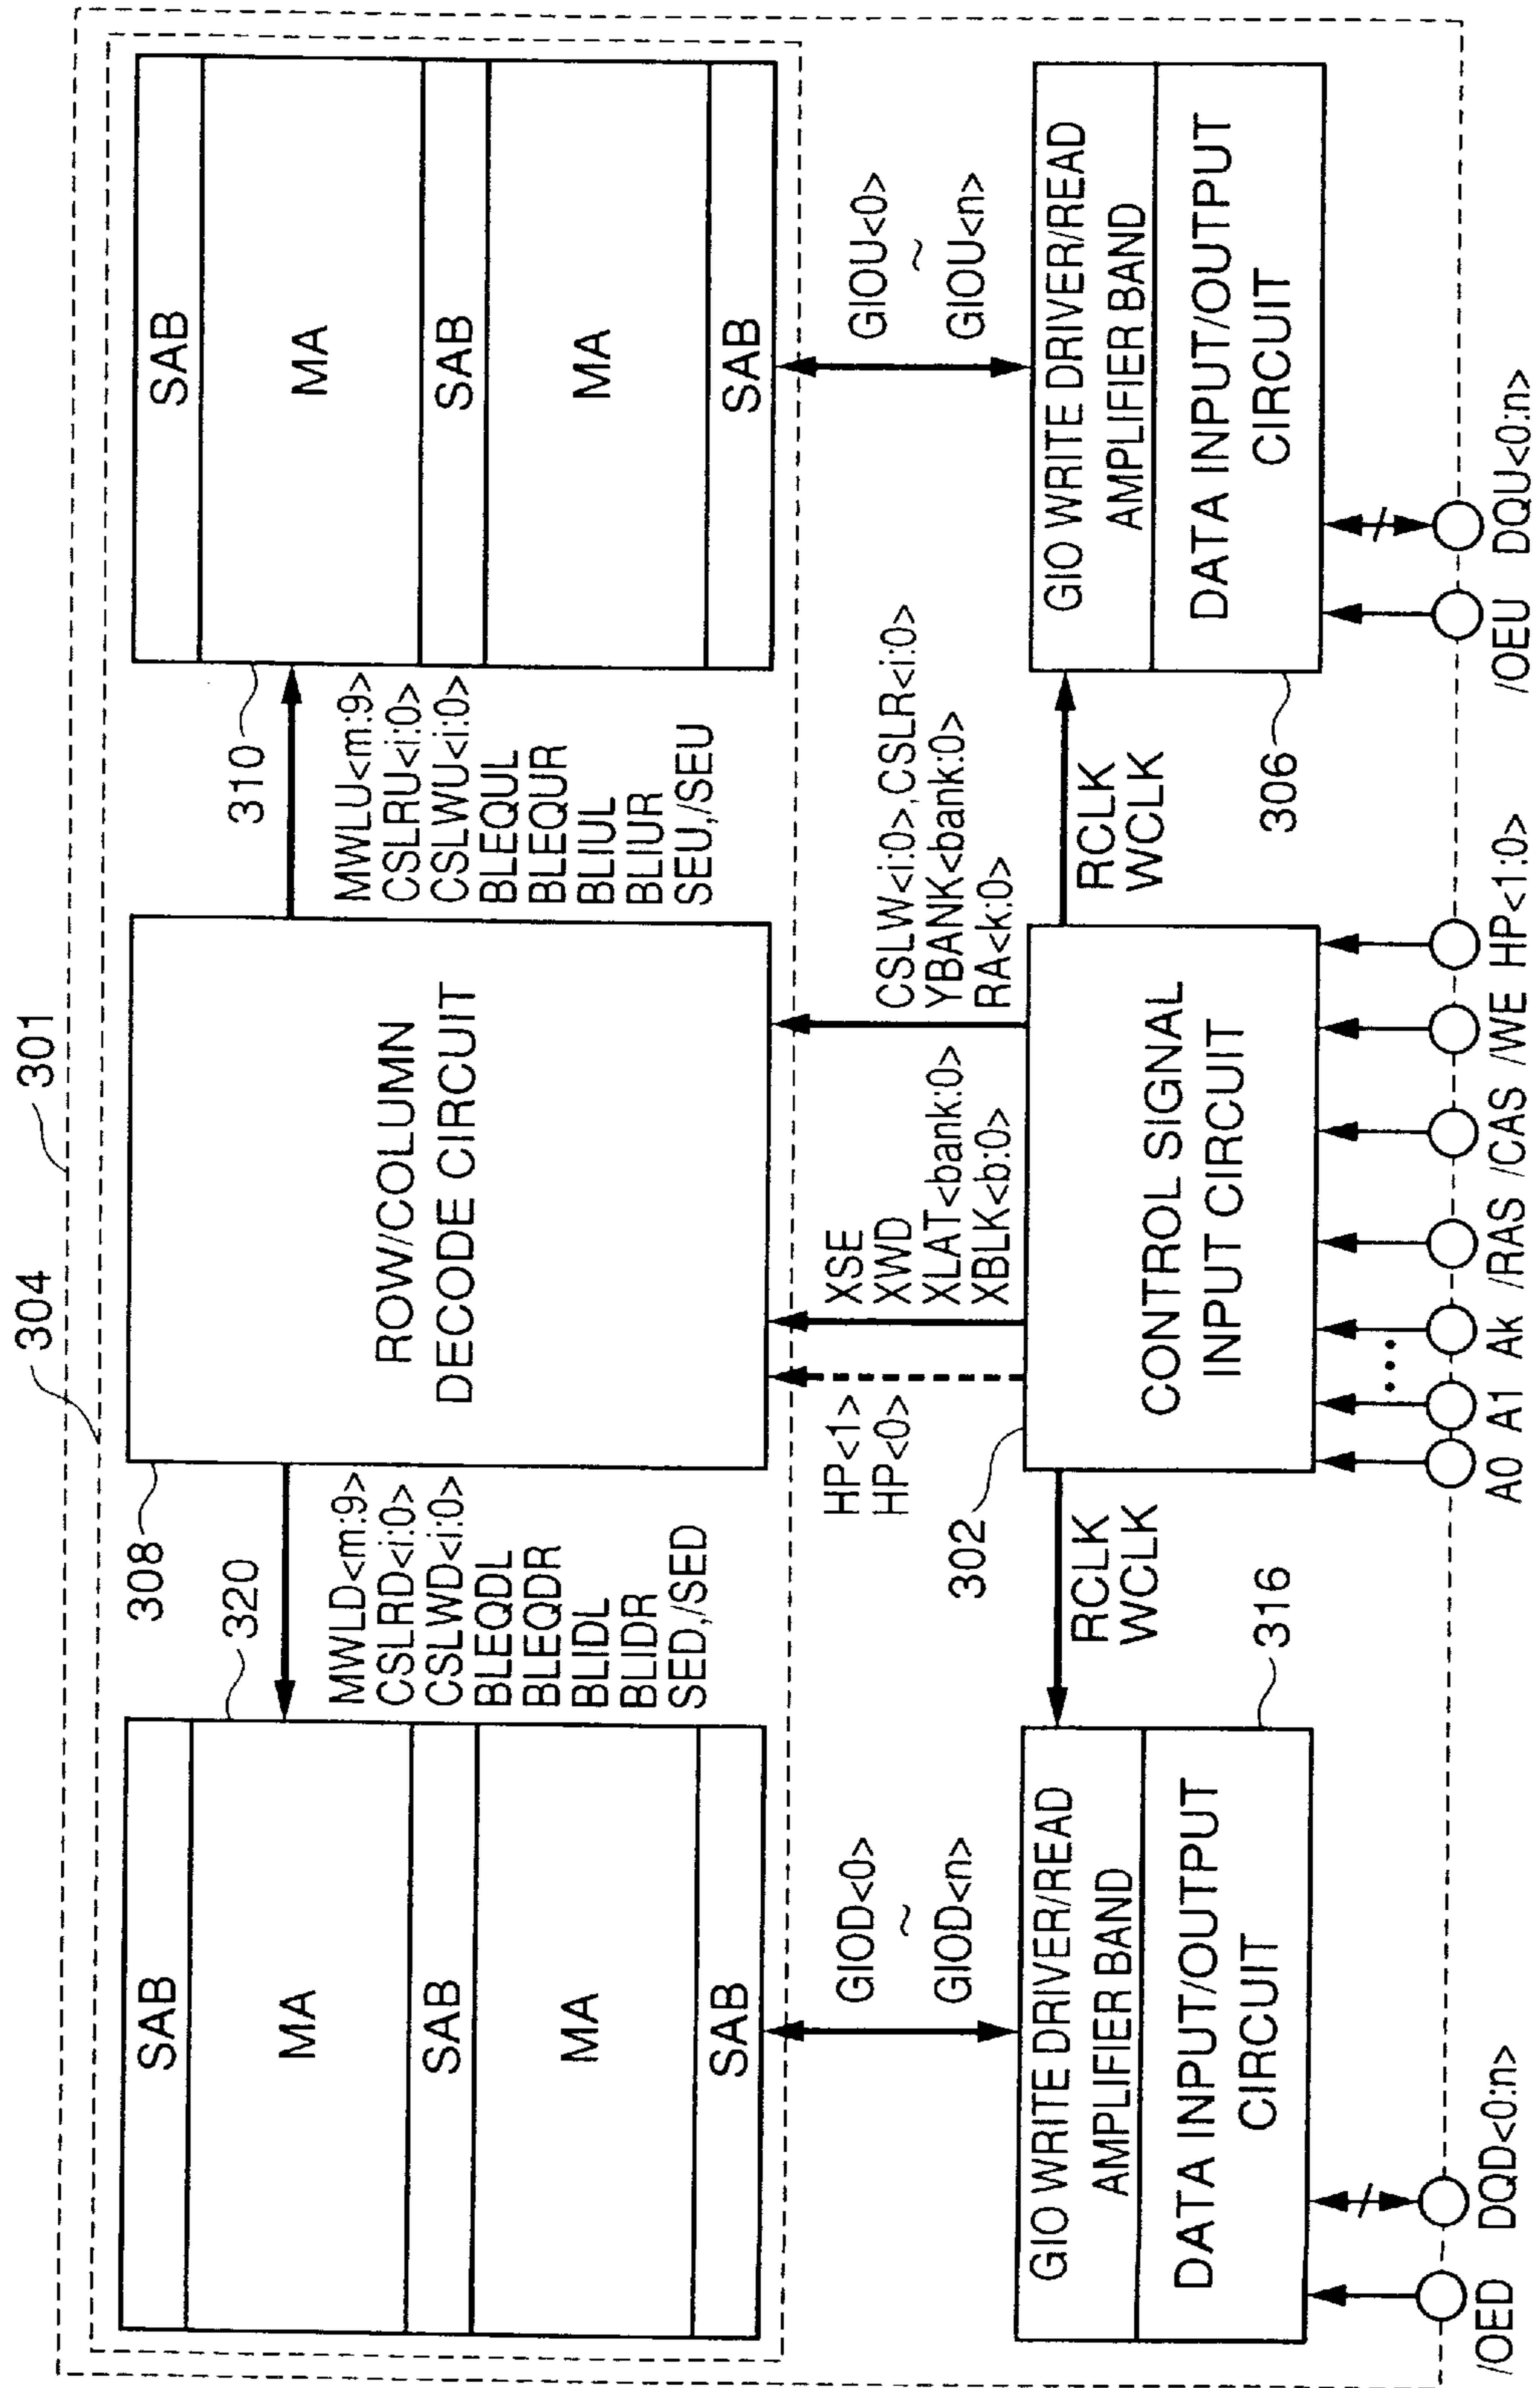 301
304
SAB
MA
SAB
MA
SAB
320
MWLD<m:9>
CSLRD<i:0>
CSLWD<i:0>
BLEQDL
BLEQDR
BLIDL
BLIDR
SED,/SED
308
ROW/COLUMN
DECODE CIRCUIT
310
MWLU<m:9>
CSLRU<i:0>
CSLWU<i:0>
BLEQUL
BLEQUR
BLIUL
BLIUR
SEU,/SEU
SAB
MA
SAB
MA
SAB
GIOD<0>
~
GIOD<n>
HP<1>
HP<0>
XSE
XWD
XLAT<bank:0>
XBLK<b:0>
CSLW<i:0>,CSLR<i:0>
YBANK<bank:0>
RA<k:0>
GIOU<0>
~
GIOU<n>
GIO WRITE DRIVER/READ
AMPLIFIER BAND
DATA INPUT/OUTPUT
CIRCUIT
316
RCLK
WCLK
302
CONTROL SIGNAL
INPUT CIRCUIT
RCLK
WCLK
306
GIO WRITE DRIVER/READ
AMPLIFIER BAND
DATA INPUT/OUTPUT
CIRCUIT
/OED DQD<0:n>
A0 A1 ... Ak /RAS /CAS /WE HP<1:0>
/OEU DQU<0:n>